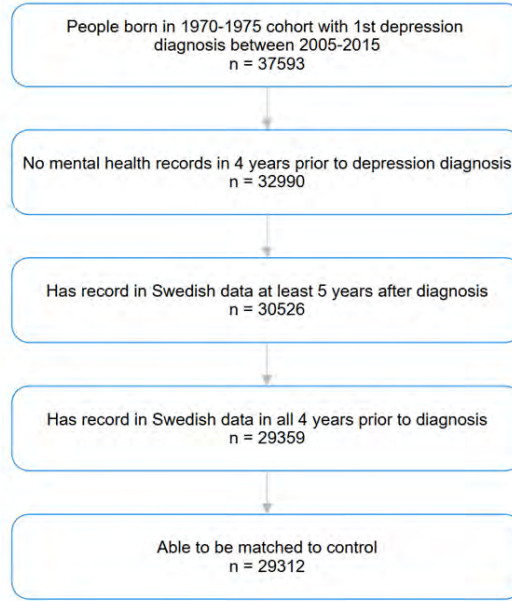 People born in 1970-1975 cohort with 1st depression
diagnosis between 2005-2015
n = 37593
No mental health records in 4 years prior to depression diagnosis
n = 32990
Has record in Swedish data at least 5 years after diagnosis
n = 30526
Has record in Swedish data in all 4 years prior to diagnosis
n = 29359
Able to be matched to control
n = 29312